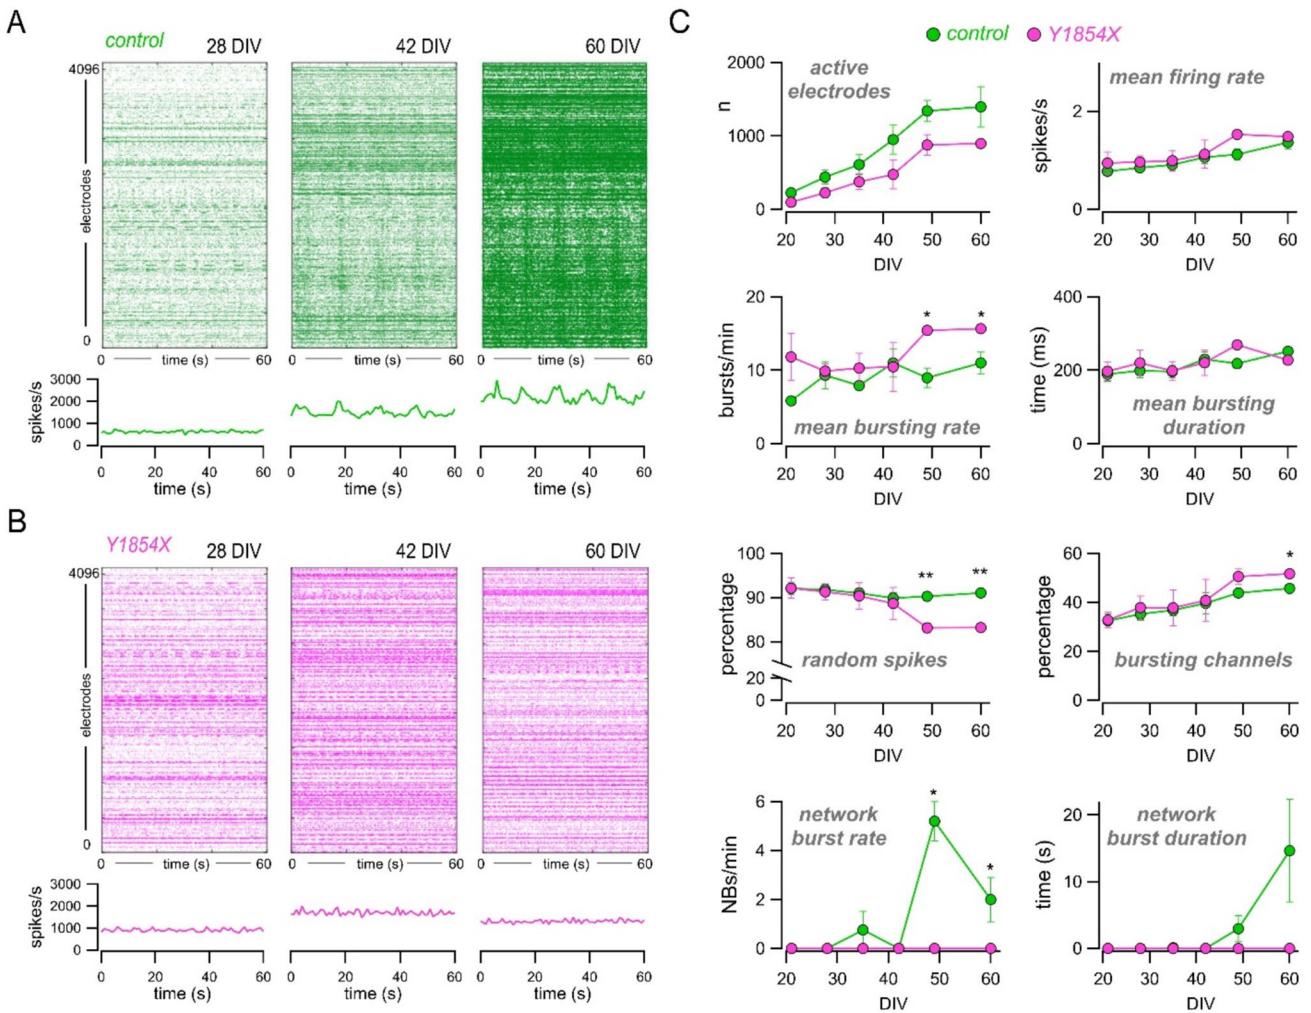 A
control 28 DIV 42 DIV 60 DIV
4096
electrodes
0
0 time (s) 60 0 time (s) 60 0 time (s) 60
3000
2000
1000
0
spikes/s
0 20 40 60 0 20 40 60 0 20 40 60
time (s) time (s) time (s)
B
Y1854X 28 DIV 42 DIV 60 DIV
4096
electrodes
0
0 time (s) 60 0 time (s) 60 0 time (s) 60
3000
2000
1000
0
spikes/s
0 20 40 60 0 20 40 60 0 20 40 60
time (s) time (s) time (s)
C
control Y1854X
active
electrodes
n
2000
1000
0
20 30 40 50 60
DIV
mean firing rate
spikes/s
2
0
20 30 40 50 60
DIV
bursts/min
20
10
0
* *
mean bursting rate
20 30 40 50 60
DIV
time (ms)
400
200
0
mean bursting
duration
20 30 40 50 60
DIV
percentage
100
90
80
20
0
** **
random spikes
20 30 40 50 60
DIV
percentage
60
40
20
0
*
bursting channels
20 30 40 50 60
DIV
network
burst rate
NBs/min
6
4
2
0
* *
20 30 40 50 60
DIV
network
burst duration
time (s)
20
10
0
20 30 40 50 60
DIV